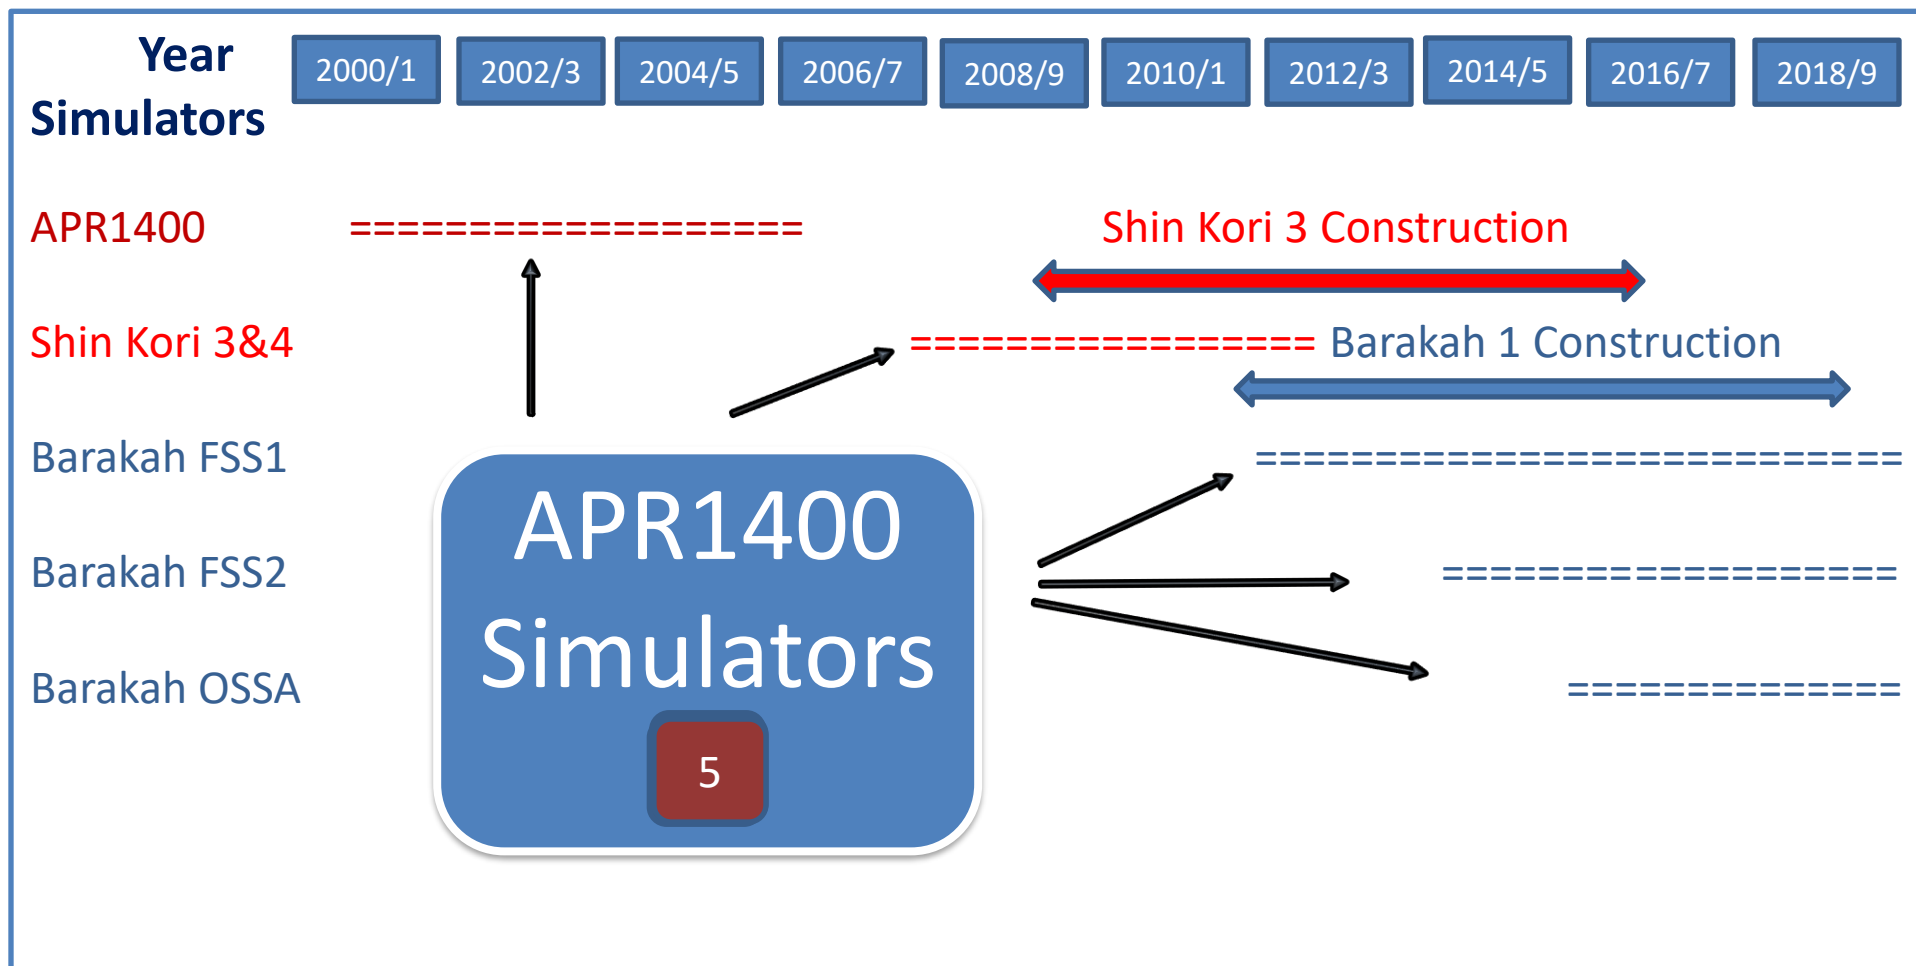 Year
2000/1 2002/3 2004/5 2006/7 2008/9 2010/1 2012/3 2014/5 2016/7 2018/9
Simulators
APR1400 =================== Shin Kori 3 Construction
Shin Kori 3&4 ================= Barakah 1 Construction
Barakah FSS1 ===========================
Barakah FSS2 ===================
Barakah OSSA ==============
APR1400
Simulators
5